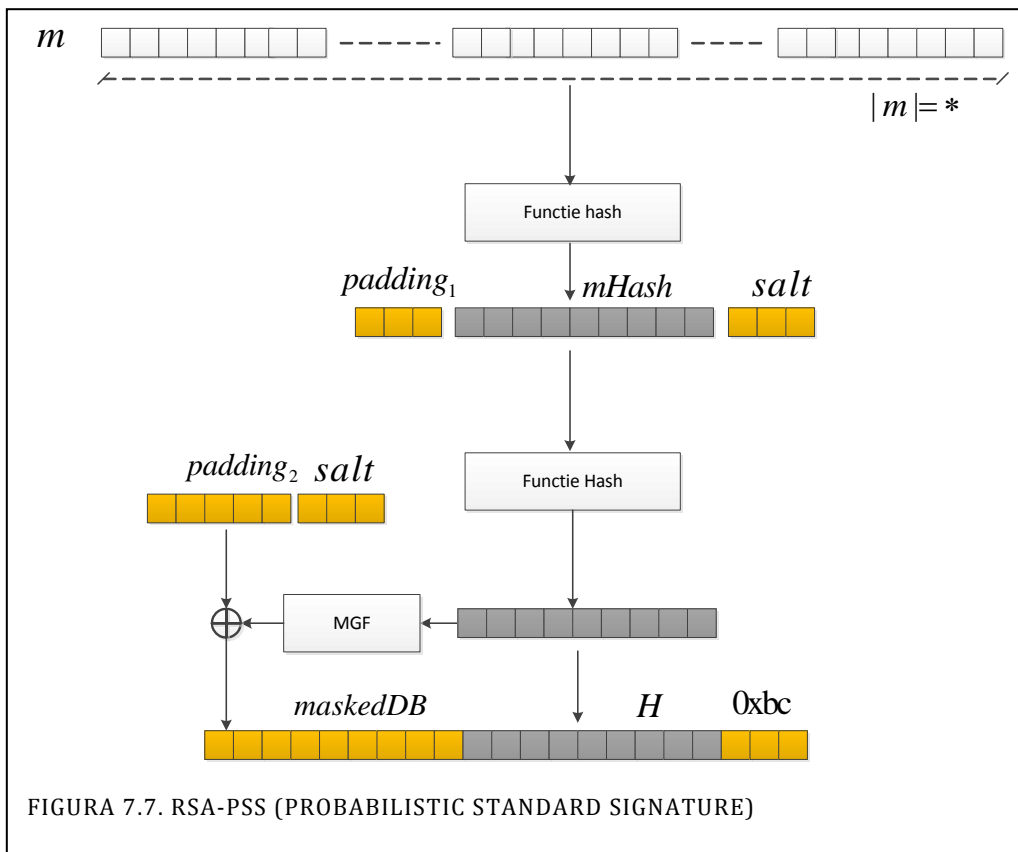 m
|m|=*
Functie hash
padding₁ mHash salt
padding₂ salt
Functie Hash
MGF
maskedDB H 0xbc
FIGURA 7.7. RSA-PSS (PROBABILISTIC STANDARD SIGNATURE)